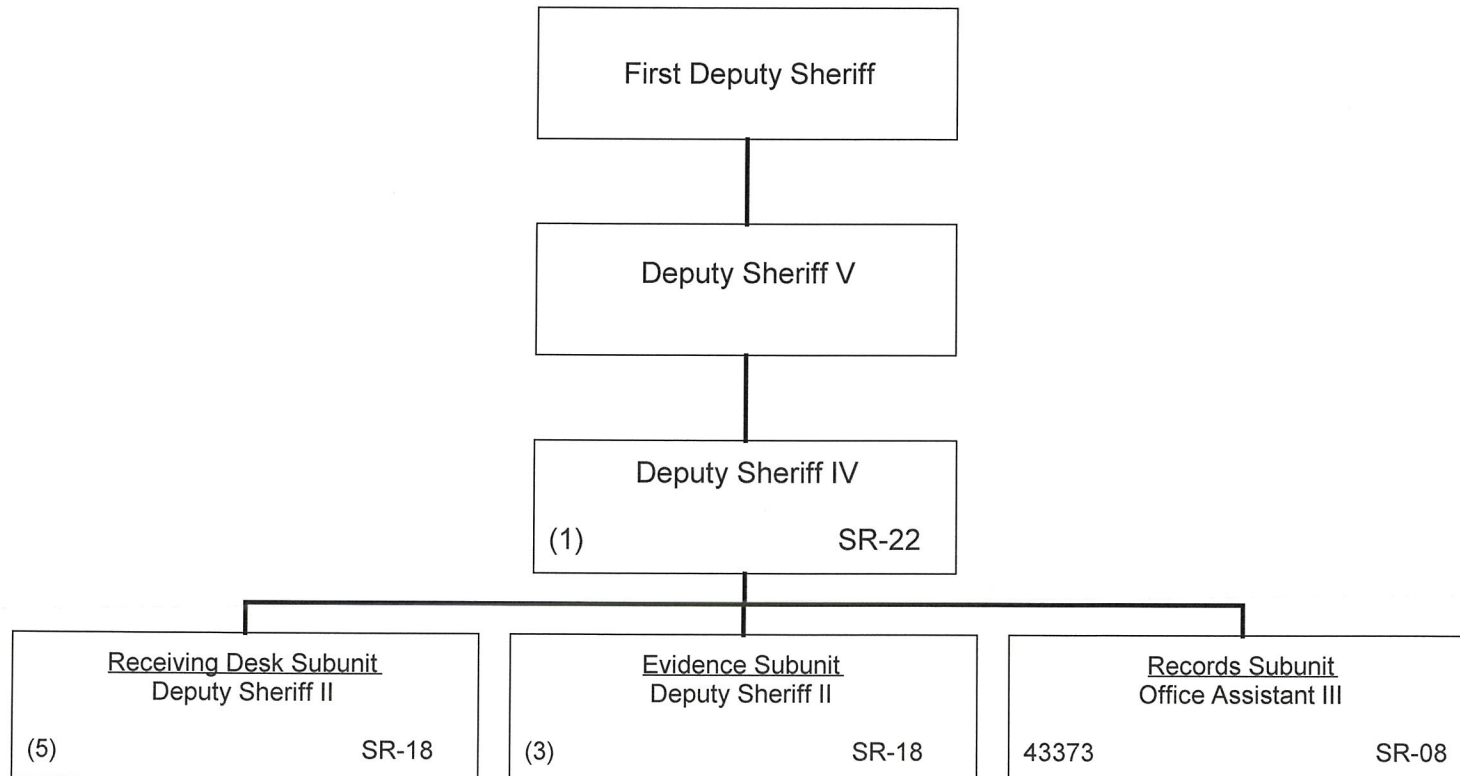 First Deputy Sheriff
Deputy Sheriff V
Deputy Sheriff IV
(1) SR-22
Receiving Desk Subunit
Deputy Sheriff II
(5) SR-18
Evidence Subunit
Deputy Sheriff II
(3) SR-18
Records Subunit
Office Assistant III
43373 SR-08